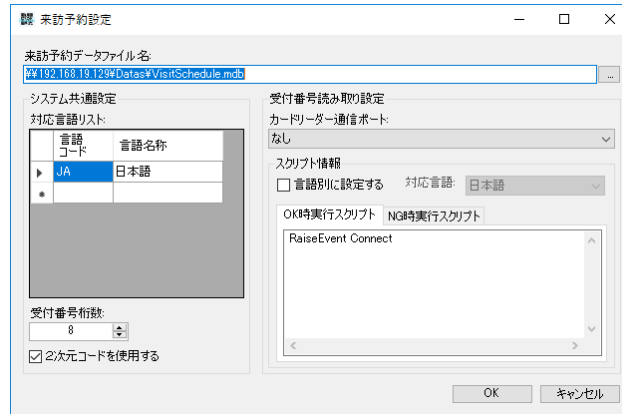 来訪予約設定
来訪予約データファイル名:
¥¥192.168.19.129¥Datas¥VisitSchedule.mdb
...
システム共通設定
対応言語リスト:
言語コード 言語名称
JA 日本語
受付番号桁数:
8
2次元コードを使用する
受付番号読み取り設定
カードリーダー通信ポート:
なし
スクリプト情報
言語別に設定する 対応言語: 日本語
OK時実行スクリプト NG時実行スクリプト
RaiseEvent Connect
OK キャンセル